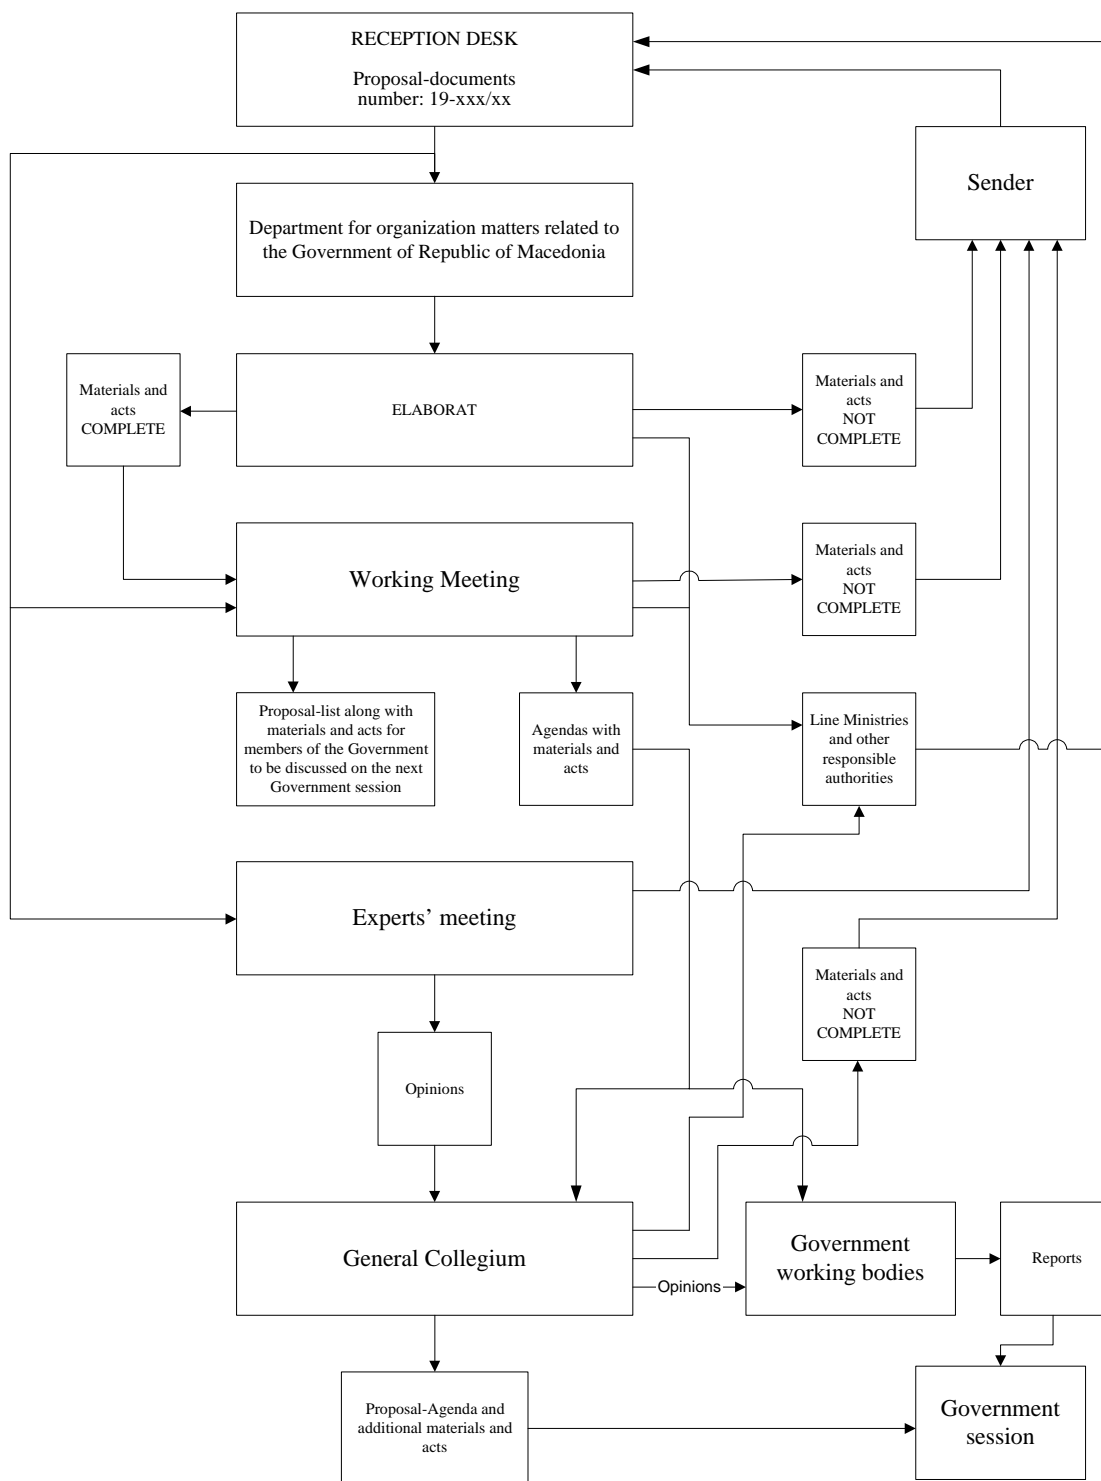 RECEPTION DESK
Proposal-documents
number: 19-xxx/xx
Sender
Department for organization matters related to
the Government of Republic of Macedonia
Materials and
acts
COMPLETE
ELABORAT
Materials and
acts
NOT
COMPLETE
Working Meeting
Materials and
acts
NOT
COMPLETE
Proposal-list along with
materials and acts for
members of the Government
to be discussed on the next
Government session
Agendas with
materials and
acts
Line Ministries
and other
responsible
authorities
Experts’ meeting
Materials and
acts
NOT
COMPLETE
Opinions
General Collegium
Opinions
Government
working bodies
Reports
Proposal-Agenda and
additional materials and
acts
Government
session